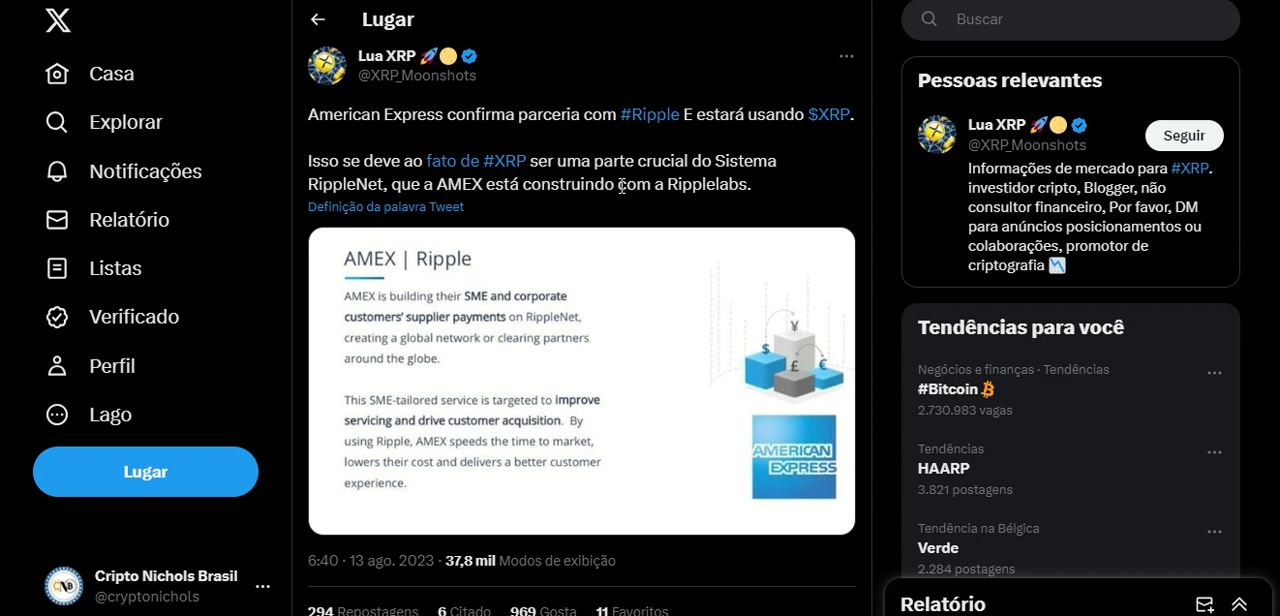 Lugar
Buscar
Casa
Explorar
Notificações
Relatório
Listas
Verificado
Perfil
Lago
Lugar
Cripto Nichols Brasil
@cryptonichols
Lua XRP 🚀🌕
@XRP_Moonshots
American Express confirma parceria com #Ripple E estará usando $XRP.
Isso se deve ao fato de #XRP ser uma parte crucial do Sistema
RippleNet, que a AMEX está construindo com a Ripplelabs.
Definição da palavra Tweet
AMEX | Ripple
AMEX is building their SME and corporate
customers' supplier payments on RippleNet,
creating a global network or clearing partners
around the globe.
This SME-tailored service is targeted to improve
servicing and drive customer acquisition. By
using Ripple, AMEX speeds the time to market,
lowers their cost and delivers a better customer
experience.
¥
$
£
€
AMERICAN
EXPRESS
6:40 · 13 ago. 2023 · 37,8 mil Modos de exibição
294 Repostagens 6 Citado 969 Gosta 11 Favoritos
Pessoas relevantes
Lua XRP 🚀🌕
@XRP_Moonshots
Seguir
Informações de mercado para #XRP.
investidor cripto, Blogger, não
consultor financeiro, Por favor, DM
para anúncios posicionamentos ou
colaborações, promotor de
criptografia 📉
Tendências para você
Negócios e finanças · Tendências
#Bitcoin
2.730.983 vagas
Tendências
HAARP
3.821 postagens
Tendência na Bélgica
Verde
2.284 postagens
Relatório